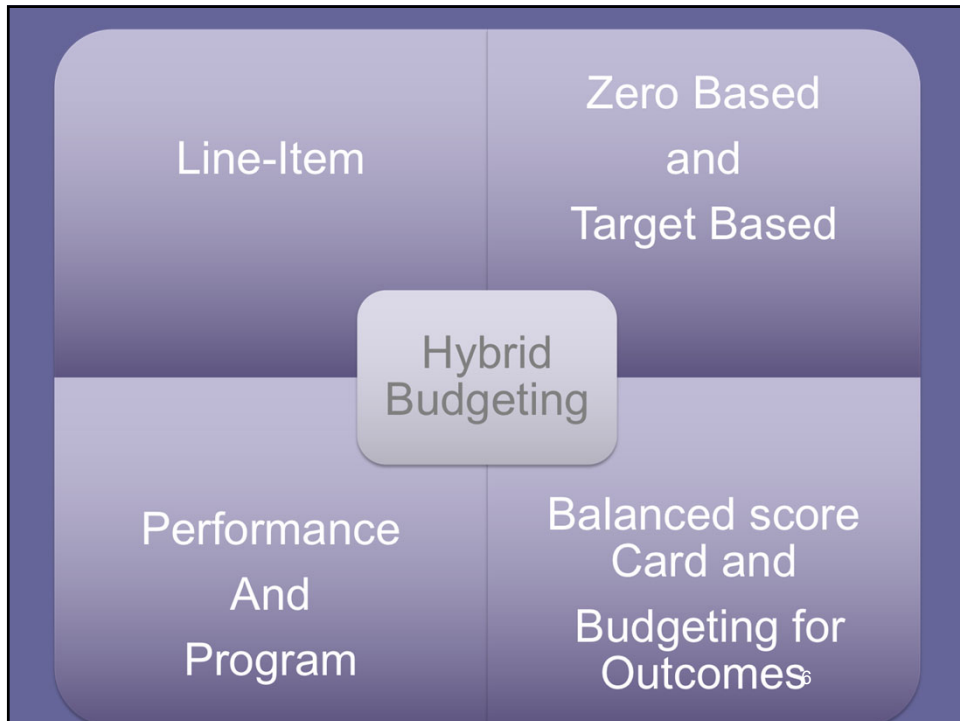 Line-Item
Zero Based
and
Target Based
Hybrid
Budgeting
Performance
And
Program
Balanced score
Card and
Budgeting for
Outcomes
6